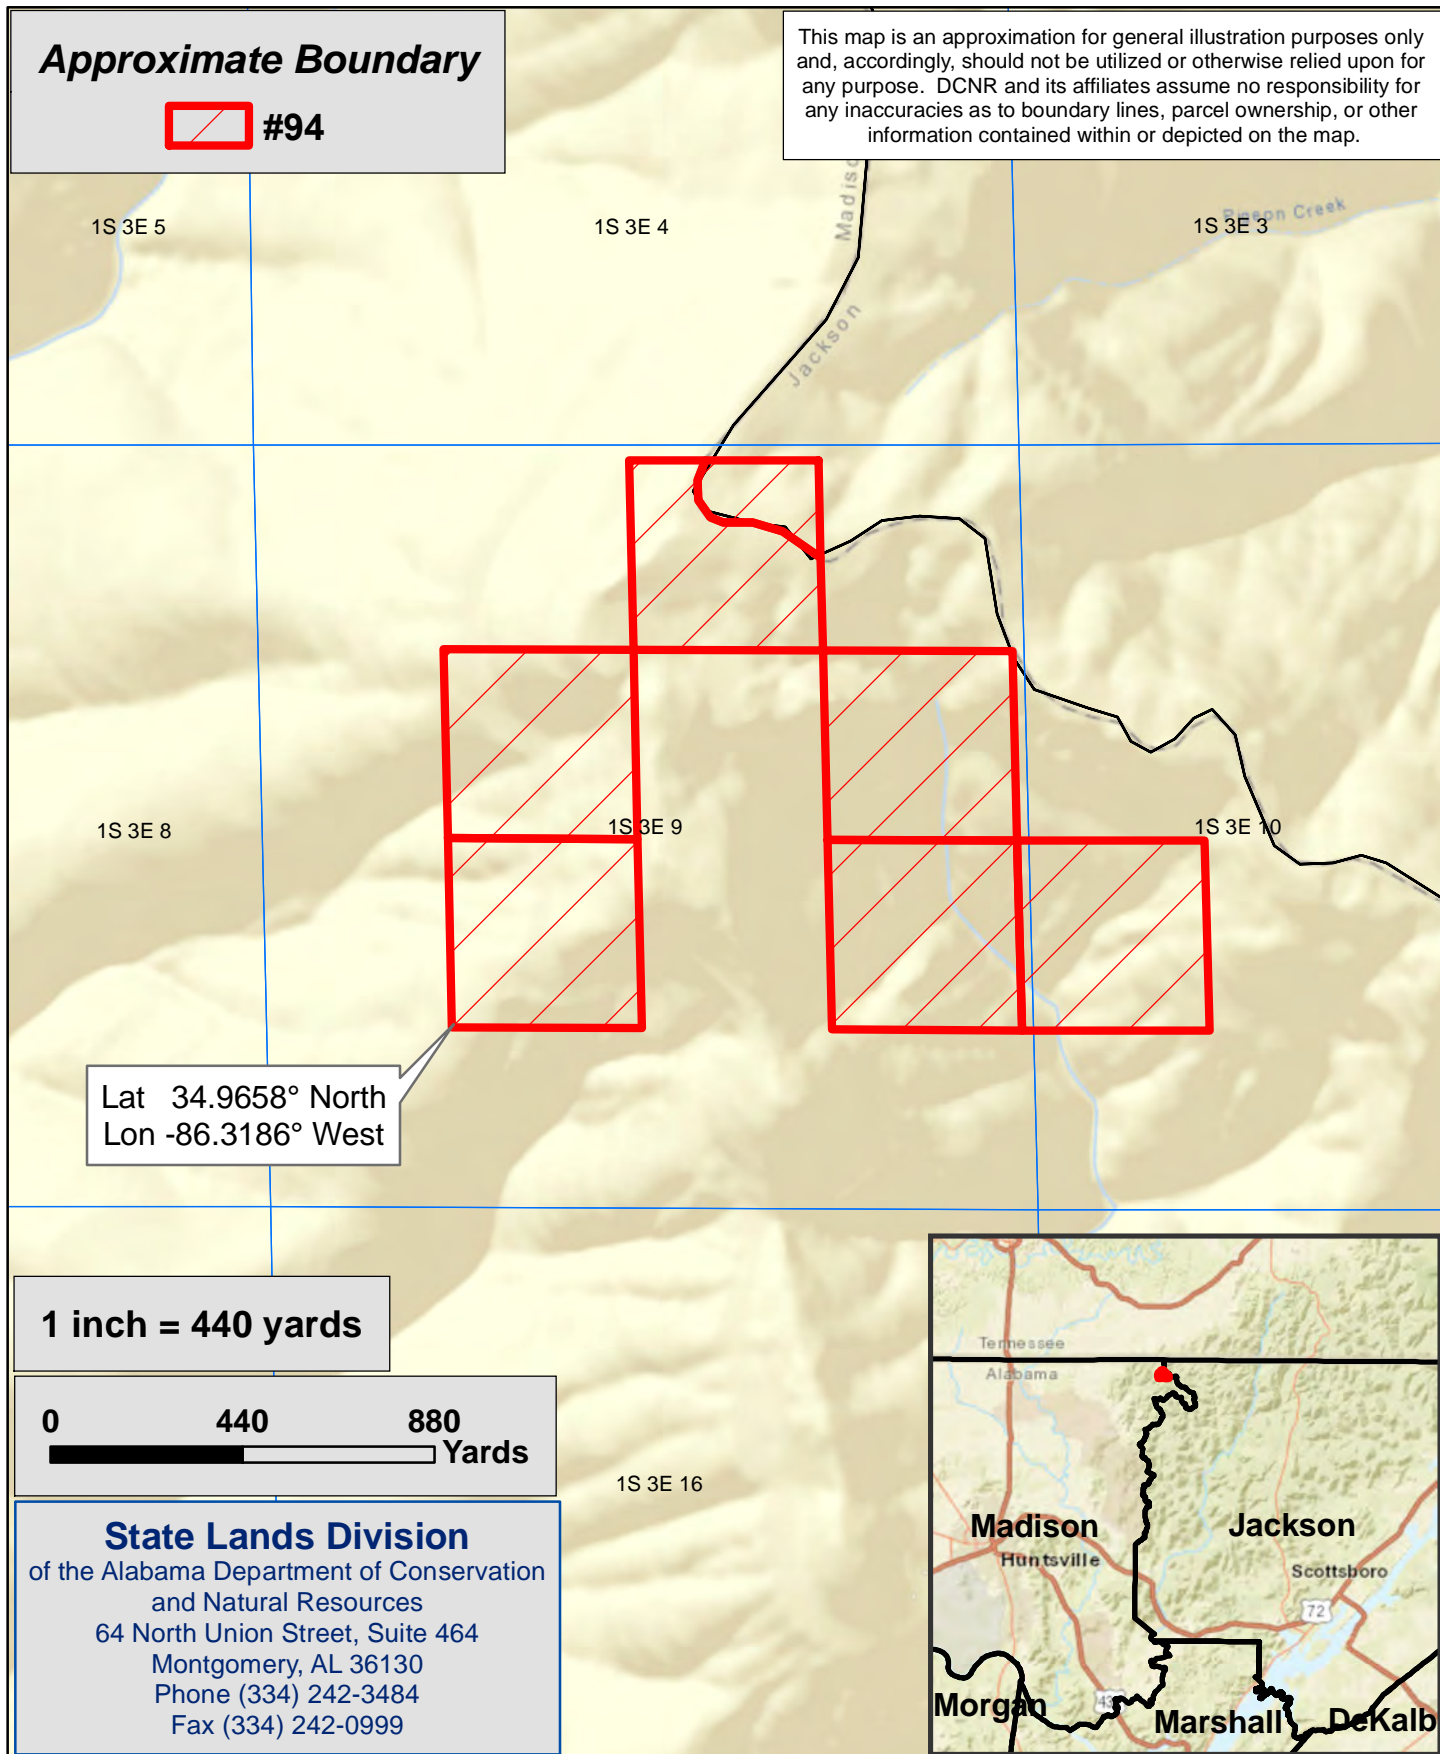 Approximate Boundary
#94
This map is an approximation for general illustration purposes only
and, accordingly, should not be utilized or otherwise relied upon for
any purpose. DCNR and its affiliates assume no responsibility for
any inaccuracies as to boundary lines, parcel ownership, or other
information contained within or depicted on the map.
1S 3E 5
1S 3E 4
Madiso
Creek
1S 3E 3
Jackson
1S 3E 8
1S 3E 9
1S 3E 10
Lat 34.9658° North
Lon -86.3186° West
1 inch = 440 yards
0 440 880
Yards
1S 3E 16
State Lands Division
of the Alabama Department of Conservation
and Natural Resources
64 North Union Street, Suite 464
Montgomery, AL 36130
Phone (334) 242-3484
Fax (334) 242-0999
Tennessee
Alabama
Madison
Jackson
Huntsville
Scottsboro
72
43
Morgan
Marshall
DeKalb